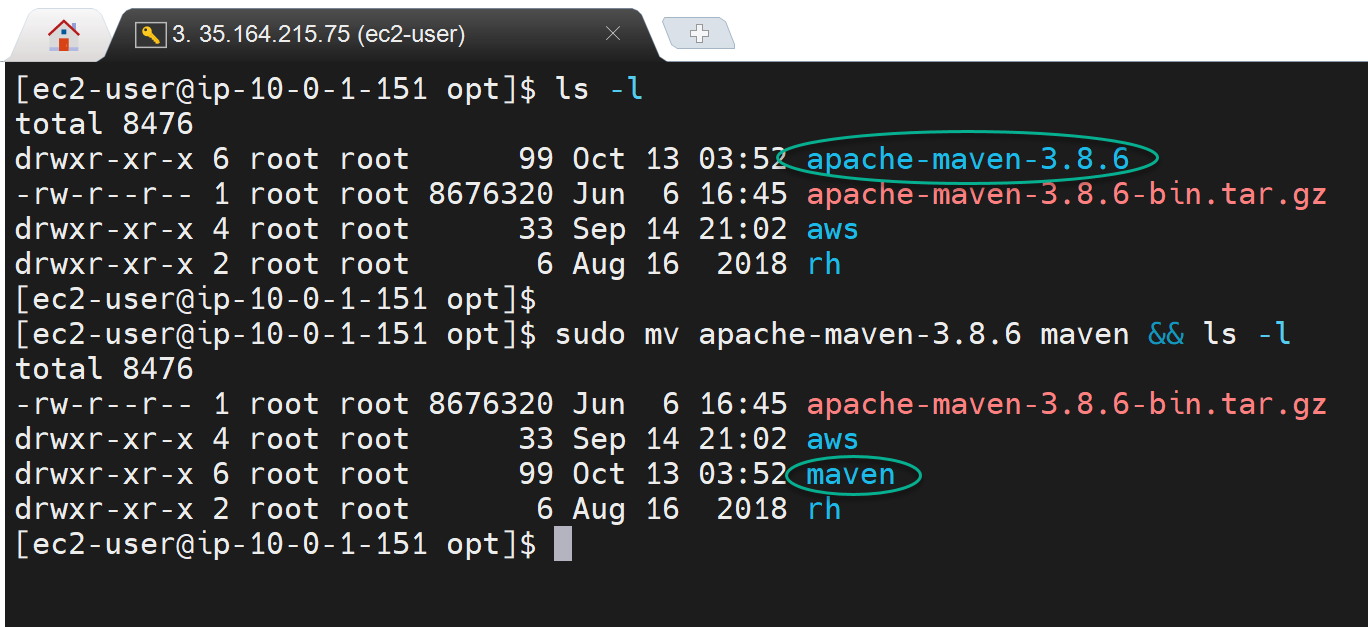 3. 35.164.215.75 (ec2-user)
[ec2-user@ip-10-0-1-151 opt]$ ls -l
total 8476
drwxr-xr-x 6 root root      99 Oct 13 03:52 apache-maven-3.8.6
-rw-r--r-- 1 root root 8676320 Jun  6 16:45 apache-maven-3.8.6-bin.tar.gz
drwxr-xr-x 4 root root      33 Sep 14 21:02 aws
drwxr-xr-x 2 root root       6 Aug 16  2018 rh
[ec2-user@ip-10-0-1-151 opt]$
[ec2-user@ip-10-0-1-151 opt]$ sudo mv apache-maven-3.8.6 maven && ls -l
total 8476
-rw-r--r-- 1 root root 8676320 Jun  6 16:45 apache-maven-3.8.6-bin.tar.gz
drwxr-xr-x 4 root root      33 Sep 14 21:02 aws
drwxr-xr-x 6 root root      99 Oct 13 03:52 maven
drwxr-xr-x 2 root root       6 Aug 16  2018 rh
[ec2-user@ip-10-0-1-151 opt]$